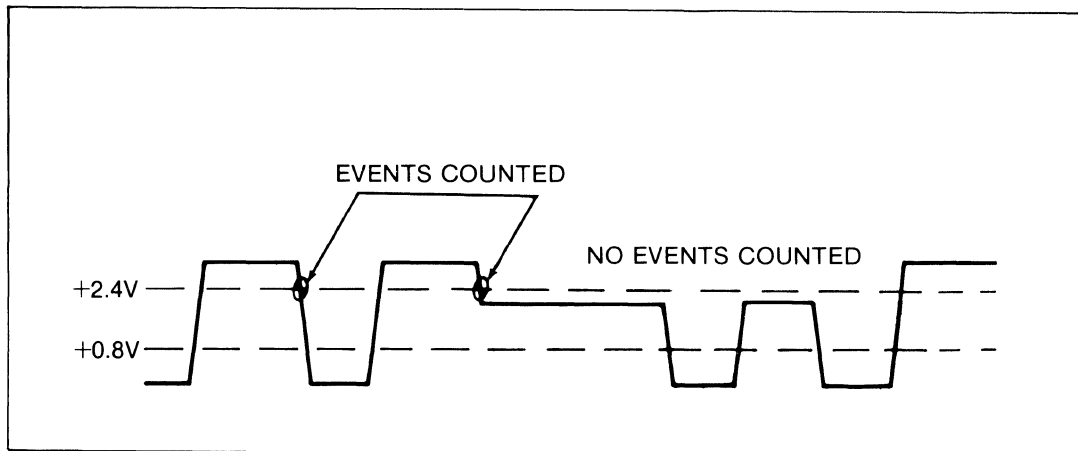 EVENTS COUNTED
NO EVENTS COUNTED
+2.4V
+0.8V